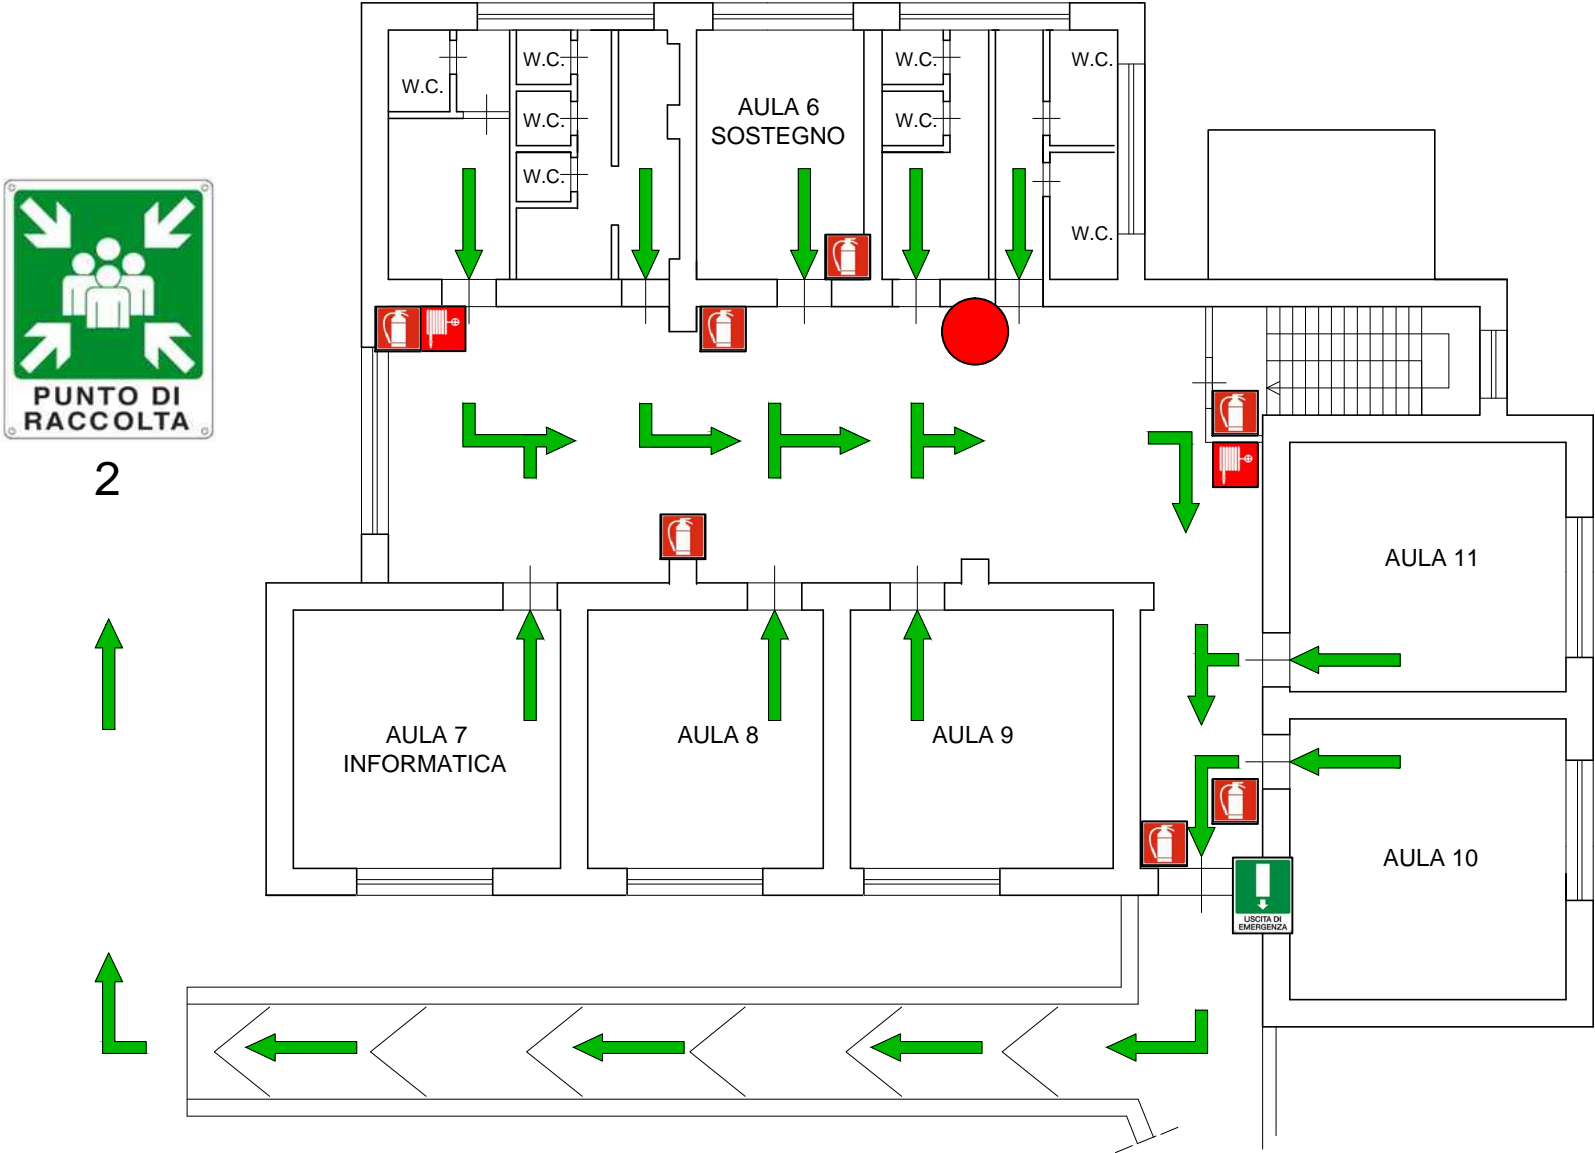 W.C.
W.C.
W.C.
W.C.
W.C.
W.C.
W.C.
W.C.
AULA 6
SOSTEGNO
PUNTO DI
RACCOLTA
2
AULA 11
AULA 7
INFORMATICA
AULA 8
AULA 9
AULA 10
USCITA DI
EMERGENZA